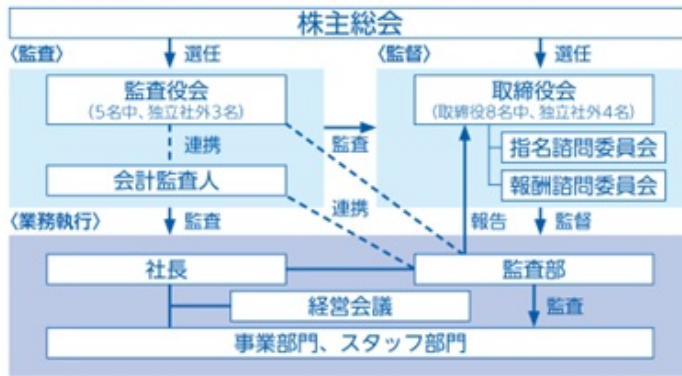 株主総会
〈監査〉
選任
〈監督〉
選任
監査役会
(5名中、独立社外3名)
取締役会
(取締役8名中、独立社外4名)
連携
監査
指名諮問委員会
会計監査人
報酬諮問委員会
連携
〈業務執行〉
監査
報告
監督
社長
監査部
経営会議
監査
事業部門、スタッフ部門